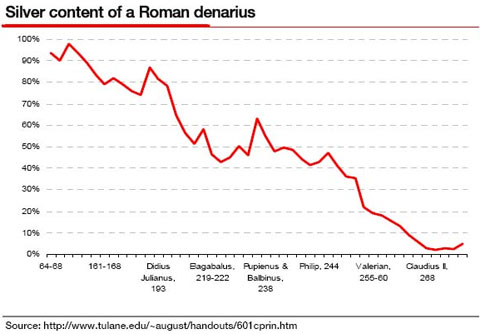 Silver content of a Roman denarius
100%
90%
80%
70%
60%
50%
40%
30%
20%
10%
0%
64-68
161-168
Didius
Julianus,
193
Elagabalus,
219-222
Pupienus &
Balbinus,
238
Philip, 244
Valerian,
255-60
Claudius II,
268
Source: http://www.tulane.edu/~august/handouts/601cprin.htm